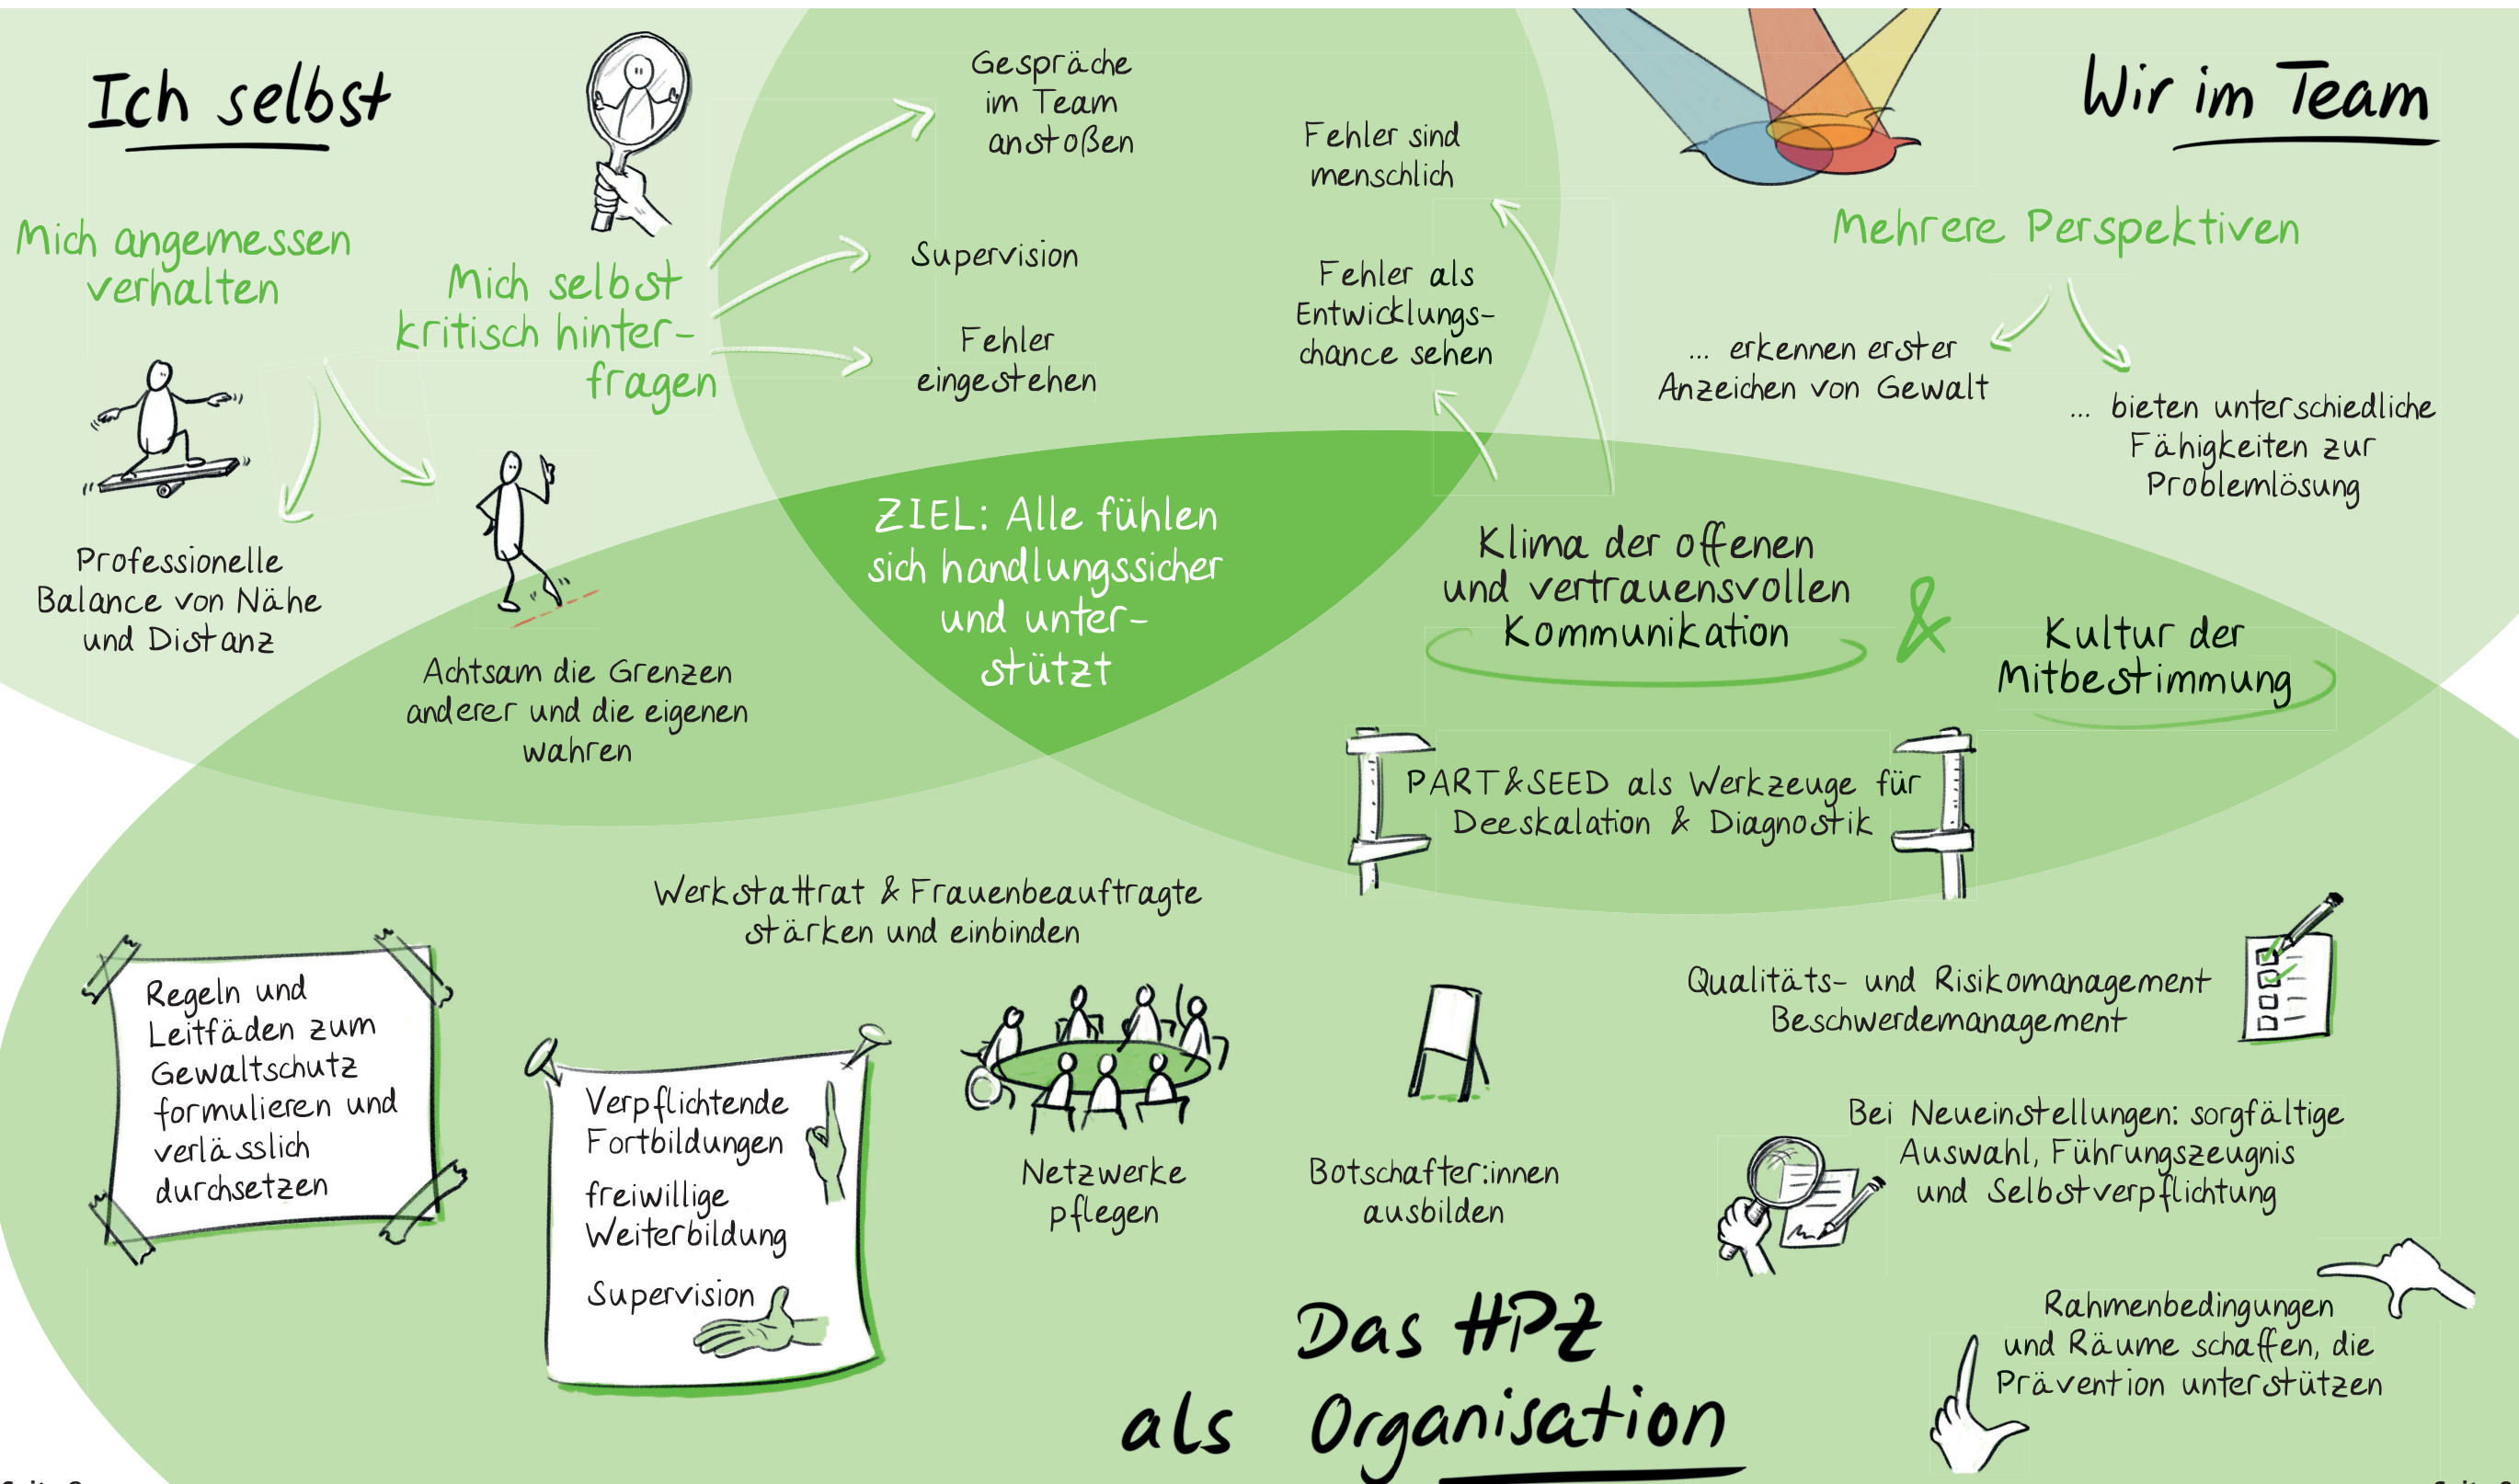 Ich selbst
Mich angemessen
verhalten
Mich selbst
kritisch hinter-
fragen
Professionelle
Balance von Nähe
und Distanz
Achtsam die Grenzen
anderer und die eigenen
wahren
Gespräche
im Team
anstoßen
Supervision
Fehler
eingestehen
Fehler sind
menschlich
Fehler als
Entwicklungs-
chance sehen
Wir im Team
Mehrere Perspektiven
... erkennen erster
Anzeichen von Gewalt
... bieten unterschiedliche
Fähigkeiten zur
Problemlösung
ZIEL: Alle fühlen
sich handlungssicher
und unter-
stützt
Klima der offenen
und vertrauensvollen
Kommunikation
&
Kultur der
Mitbestimmung
PART&SEED als Werkzeuge für
Deeskalation & Diagnostik
Werkstattrat & Frauenbeauftragte
stärken und einbinden
Regeln und
Leitfäden zum
Gewaltschutz
formulieren und
verlässlich
durchsetzen
Verpflichtende
Fortbildungen
freiwillige
Weiterbildung
Supervision
Netzwerke
pflegen
Botschafter:innen
ausbilden
Qualitäts- und Risikomanagement
Beschwerdemanagement
Bei Neueinstellungen: sorgfältige
Auswahl, Führungszeugnis
und Selbstverpflichtung
Rahmenbedingungen
und Räume schaffen, die
Prävention unterstützen
Das HPZ
als Organisation